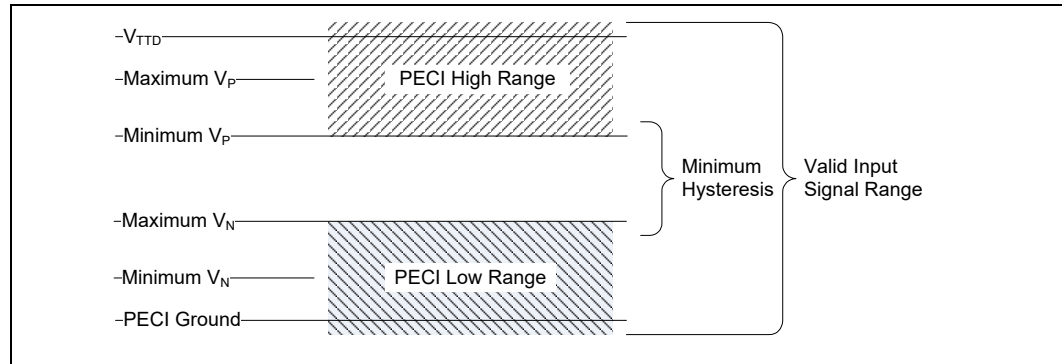 V_TTD
Maximum V_P
PECI High Range
Minimum V_P
Minimum
Hysteresis
Valid Input
Signal Range
Maximum V_N
Minimum V_N
PECI Low Range
PECI Ground